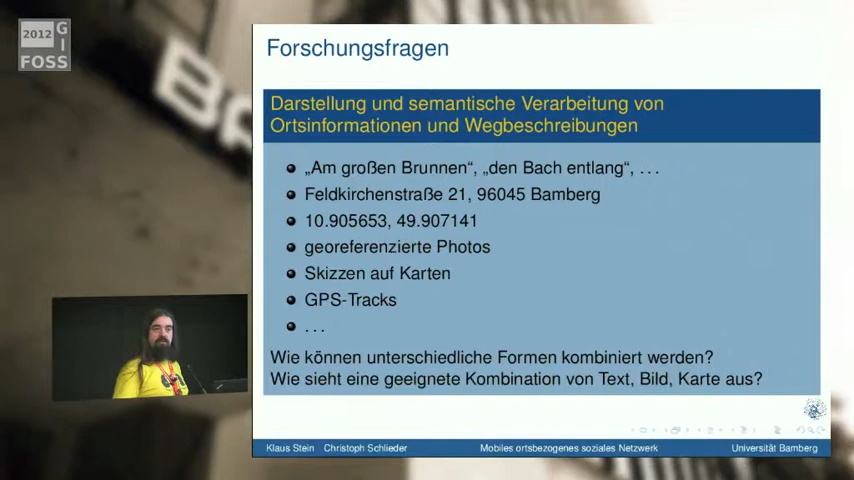 2012
GI
FOSS
Forschungsfragen
Darstellung und semantische Verarbeitung von
Ortsinformationen und Wegbeschreibungen
„Am großen Brunnen“, „den Bach entlang“, ...
Feldkirchenstraße 21, 96045 Bamberg
10.905653, 49.907141
georeferenzierte Photos
Skizzen auf Karten
GPS-Tracks
...
Wie können unterschiedliche Formen kombiniert werden?
Wie sieht eine geeignete Kombination von Text, Bild, Karte aus?
Klaus Stein Christoph Schlieder Mobiles ortsbezogenes soziales Netzwerk Universität Bamberg